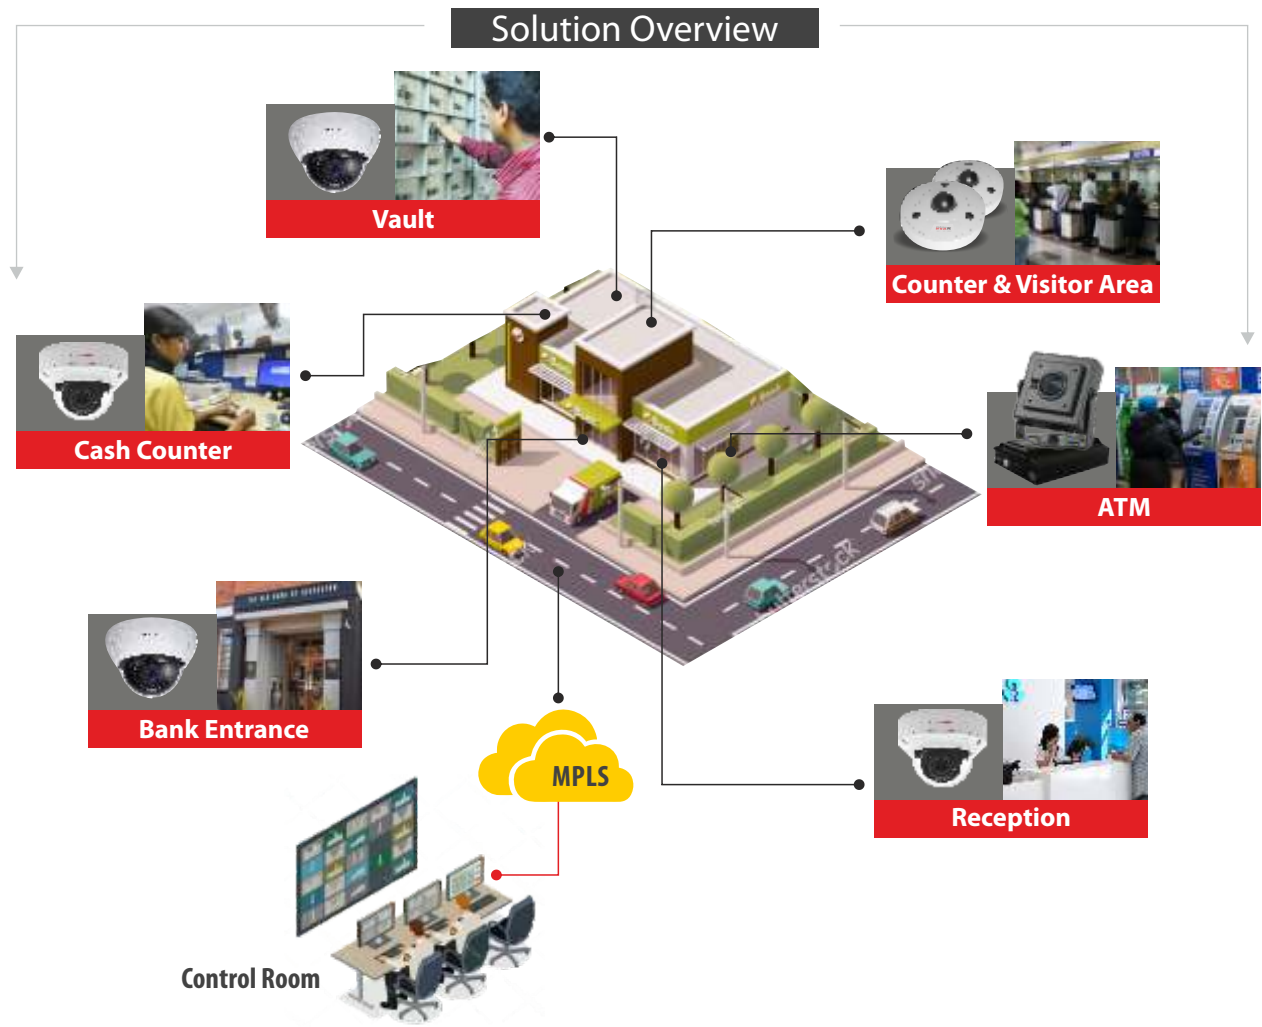 Solution Overview
Vault
Counter & Visitor Area
Cash Counter
ATM
Bank Entrance
MPLS
Reception
Control Room